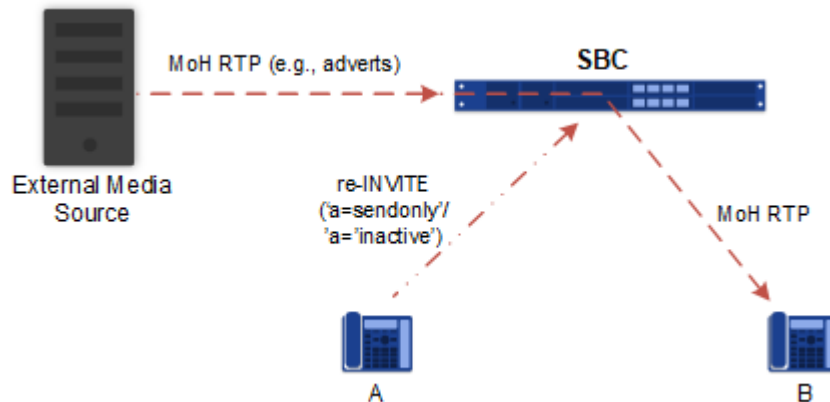 SBC
MoH RTP (e.g., adverts)
External Media
Source
re-INVITE
('a=sendonly'/
'a='inactive')
MoH RTP
A
B